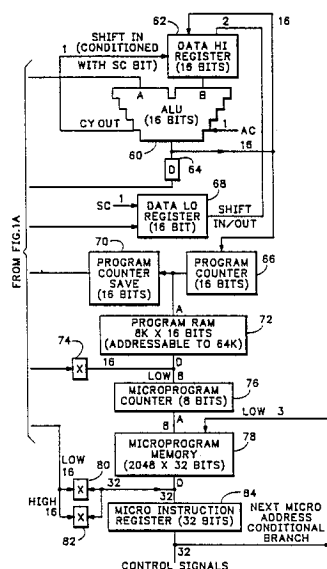 62
2
16
SHIFT IN (CONDITIONED
1
WITH SC BIT)
DATA HI
REGISTER
(16 BITS)
A
B
ALU
(16 BITS)
CY OUT
1
AC
60
16
D
64
68
SC
1
DATA LO
REGISTER
(16 BIT)
SHIFT
IN/OUT
FROM FIG.1A
70
66
PROGRAM
COUNTER
SAVE
(16 BITS)
PROGRAM
COUNTER
(16 BITS)
A
72
PROGRAM RAM
8K X 16 BITS
(ADDRESSABLE TO 64K)
74
X
16
D
LOW
8
76
MICROPROGRAM
COUNTER (8 BITS)
8
A
78
LOW 3
MICROPROGRAM
MEMORY
(2048 X 32 BITS)
LOW
16
80
X
32
D
HIGH
16
X
82
32
84
MICRO INSTRUCTION
REGISTER (32 BITS)
NEXT MICRO
ADDRESS
CONDITIONAL
BRANCH
32
CONTROL SIGNALS